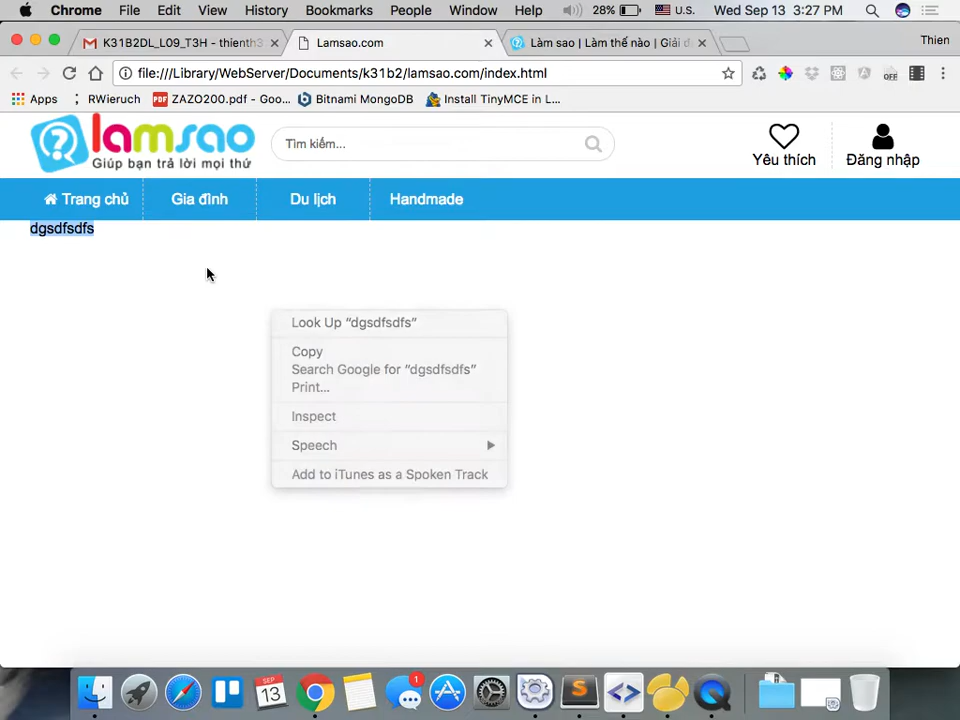 Chrome File Edit View History Bookmarks People Window Help 28% U.S. Wed Sep 13 3:27 PM
K31B2DL_L09_T3H - thienth3 Lamsao.com Làm sao | Làm thế nào | Giải đ Thien
file:///Library/WebServer/Documents/k31b2/lamsao.com/index.html OFF
Apps RWieruch PDF ZAZO200.pdf - Goo... Bitnami MongoDB Install TinyMCE in L...
lamsao
Giúp bạn trả lời mọi thứ
Tìm kiếm...
Yêu thích Đăng nhập
Trang chủ Gia đình Du lịch Handmade
dgsdfsdfs
Look Up “dgsdfsdfs”
Copy
Search Google for “dgsdfsdfs”
Print...
Inspect
Speech
Add to iTunes as a Spoken Track
SEP
13
1
S